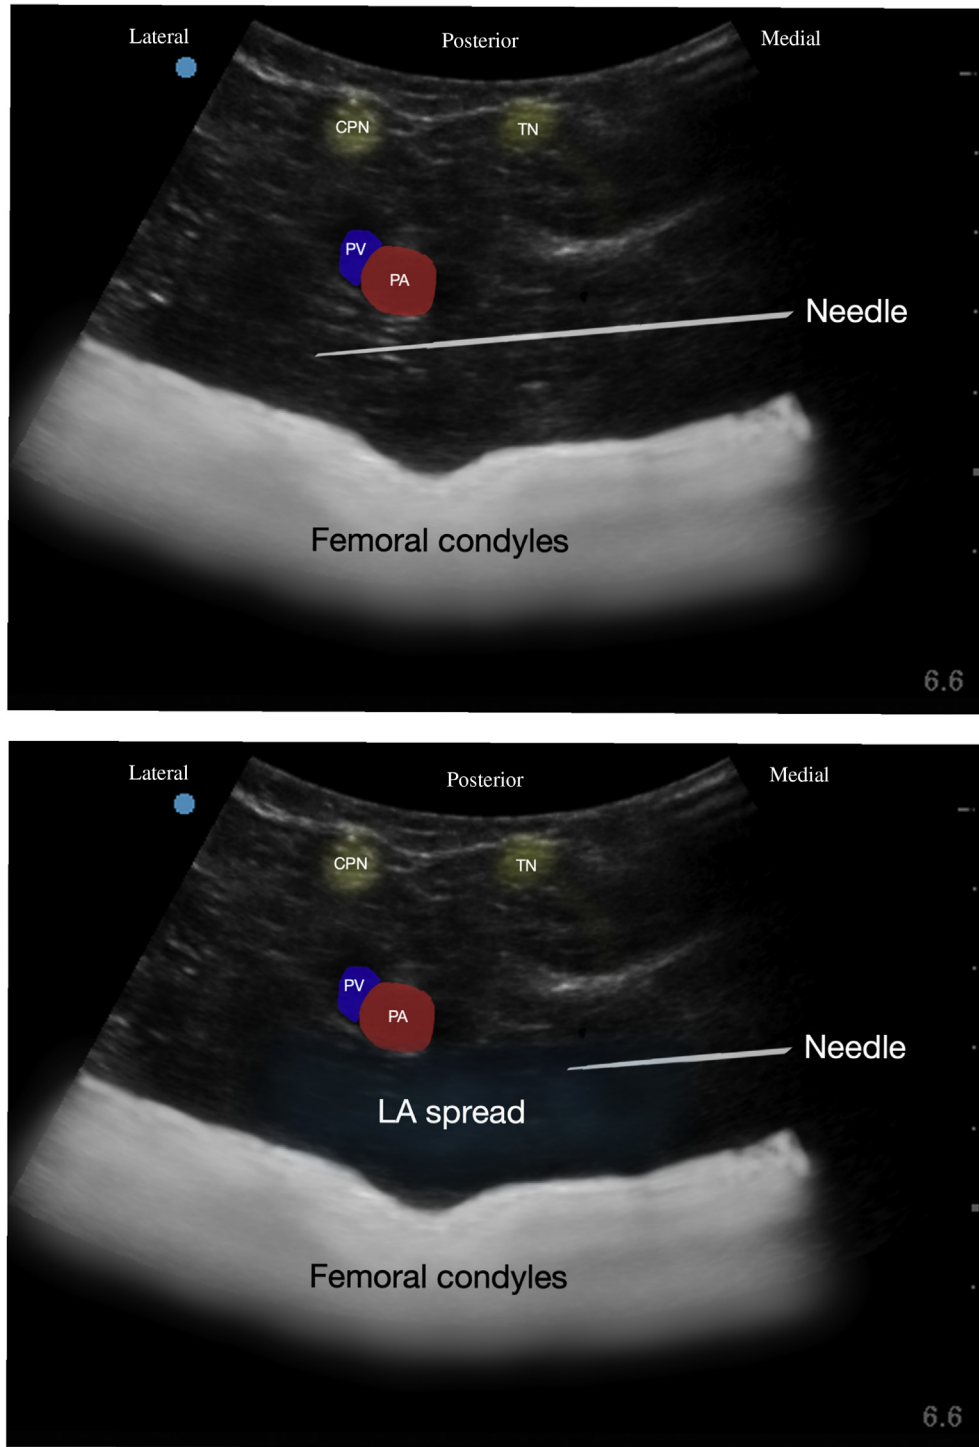 Lateral
Posterior
Medial
CPN
TN
PV
PA
Needle
Femoral condyles
6.6
Lateral
Posterior
Medial
CPN
TN
PV
PA
Needle
LA spread
Femoral condyles
6.6